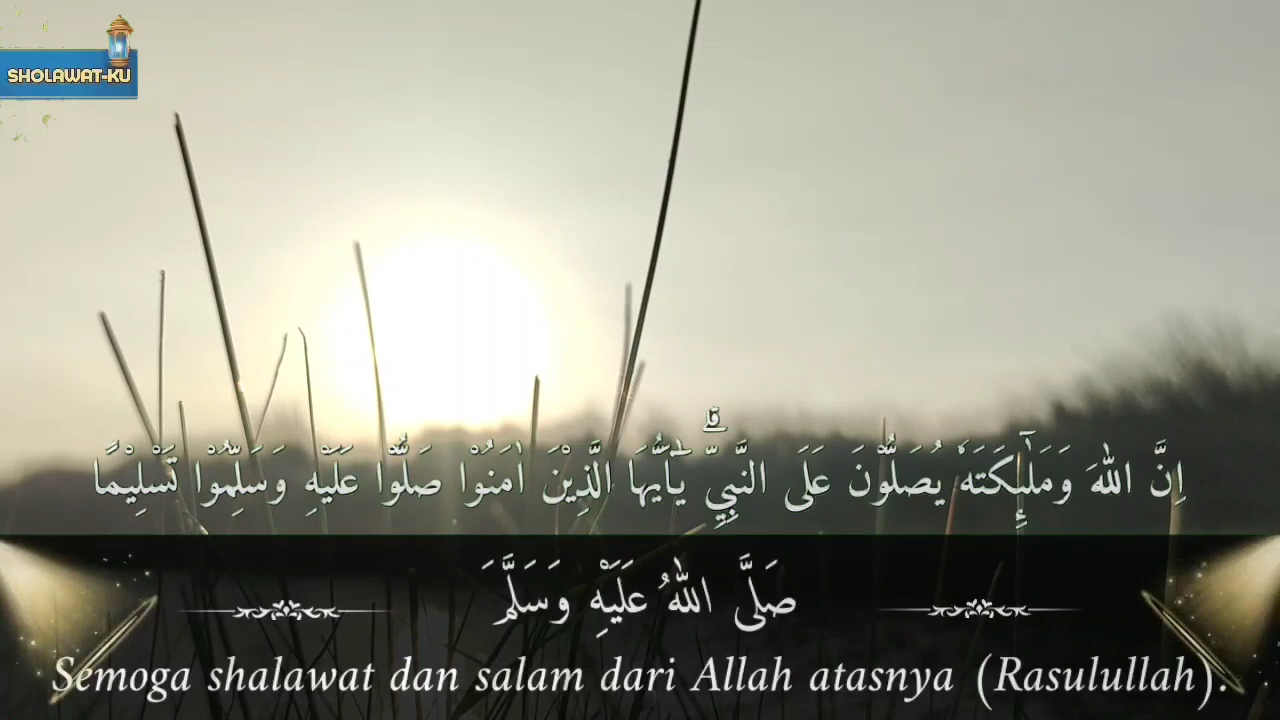 SHOLAWAT-KU
اِنَّ اللّٰهَ وَمَلٰۤىِٕكَتَهٗ يُصَلُّوْنَ عَلَى النَّبِيِّۗ يٰٓاَيُّهَا الَّذِيْنَ اٰمَنُوْا صَلُّوْا عَلَيْهِ وَسَلِّمُوْا تَسْلِيْمًا
صَلَّى اللّٰهُ عَلَيْهِ وَسَلَّمَ
Semoga shalawat dan salam dari Allah atasnya (Rasulullah).